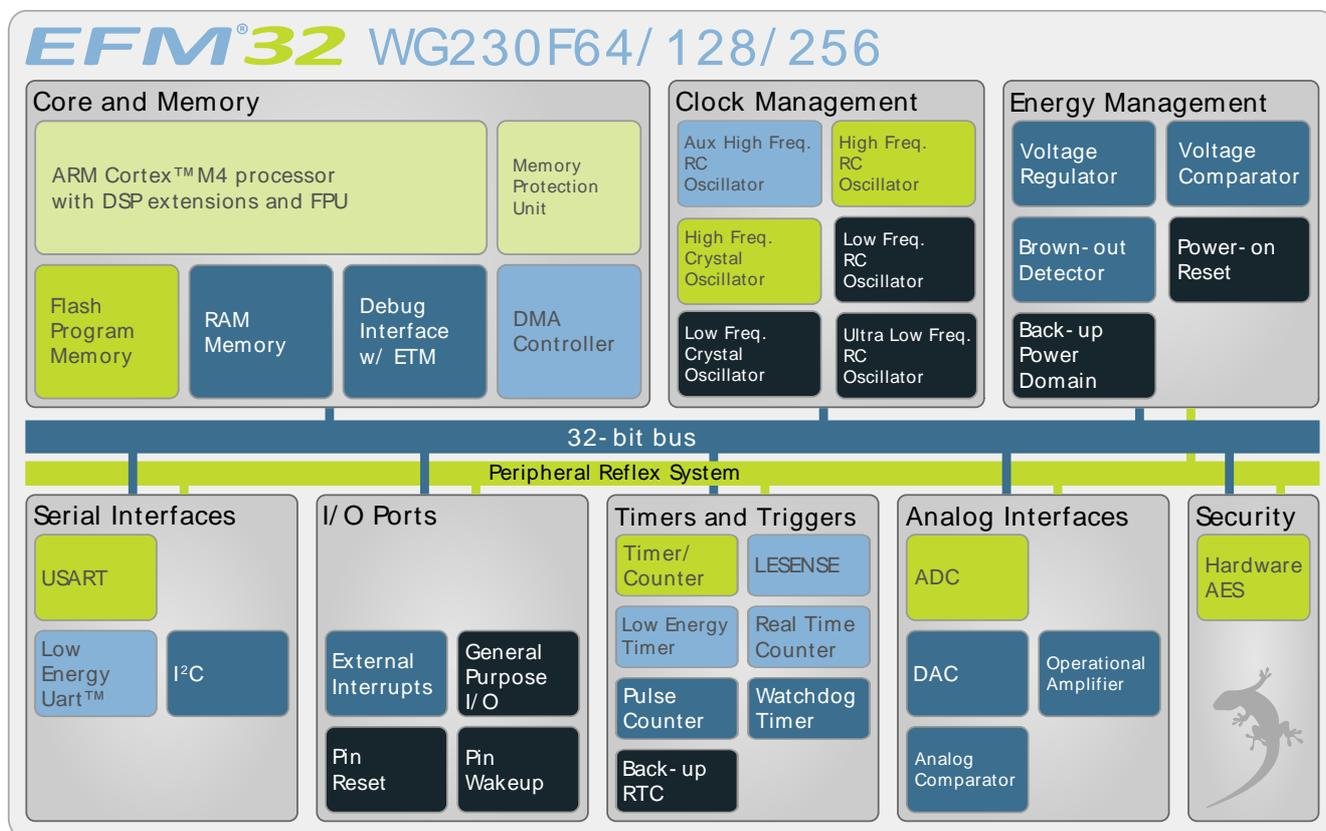 EFM®32 WG230F64/128/256
Core and Memory
ARM Cortex™ M4 processor
with DSP extensions and FPU
Memory
Protection
Unit
Flash
Program
Memory
RAM
Memory
Debug
Interface
w/ ETM
DMA
Controller
Clock Management
Aux High Freq.
RC
Oscillator
High Freq.
RC
Oscillator
High Freq.
Crystal
Oscillator
Low Freq.
RC
Oscillator
Low Freq.
Crystal
Oscillator
Ultra Low Freq.
RC
Oscillator
Energy Management
Voltage
Regulator
Voltage
Comparator
Brown-out
Detector
Power-on
Reset
Back-up
Power
Domain
32-bit bus
Peripheral Reflex System
Serial Interfaces
USART
Low
Energy
Uart™
I²C
I/O Ports
External
Interrupts
General
Purpose
I/O
Pin
Reset
Pin
Wakeup
Timers and Triggers
Timer/
Counter
LESENSE
Low Energy
Timer
Real Time
Counter
Pulse
Counter
Watchdog
Timer
Back-up
RTC
Analog Interfaces
ADC
DAC
Operational
Amplifier
Analog
Comparator
Security
Hardware
AES